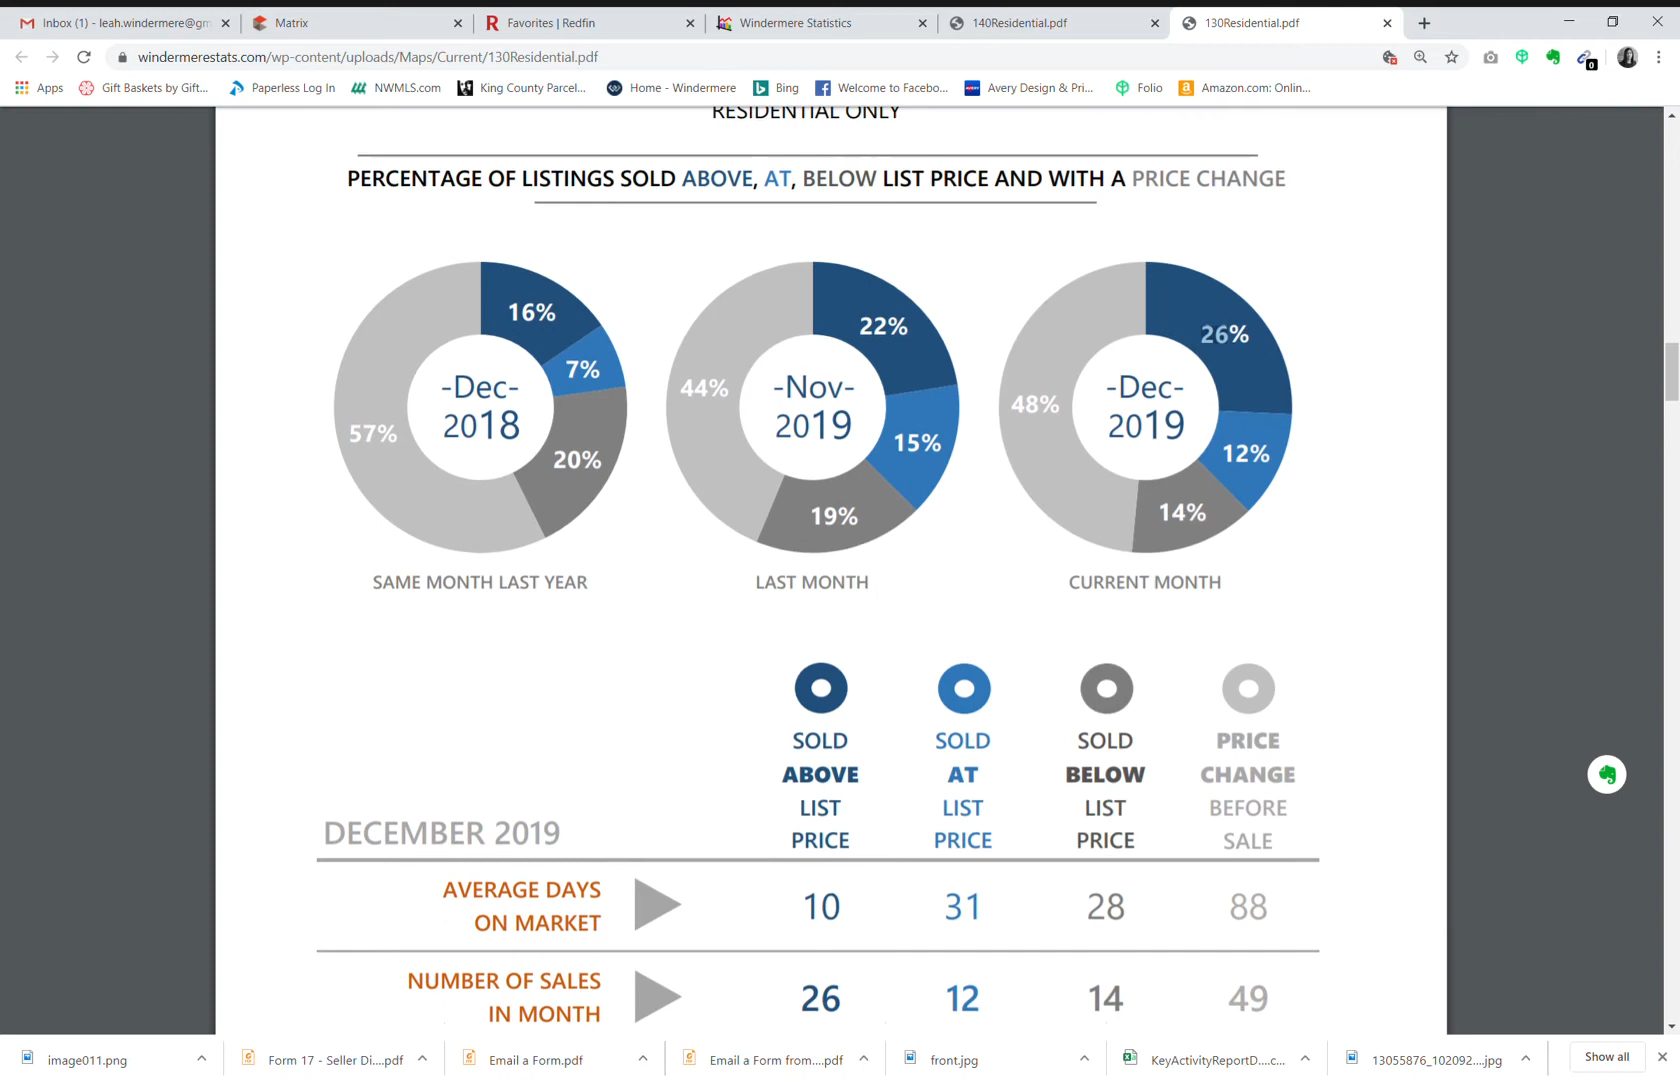 Inbox (1) - leah.windermere@gm
Matrix
Favorites | Redfin
Windermere Statistics
140Residential.pdf
130Residential.pdf
windermerestats.com/wp-content/uploads/Maps/Current/130Residential.pdf
0
Apps
Gift Baskets by Gift...
Paperless Log In
NWMLS.com
King County Parcel...
Home - Windermere
Bing
Welcome to Facebo...
Avery Design & Pri...
Folio
Amazon.com: Onlin...
RESIDENTIAL ONLY
PERCENTAGE OF LISTINGS SOLD ABOVE, AT, BELOW LIST PRICE AND WITH A PRICE CHANGE
16%
7%
20%
57%
-Dec-
2018
SAME MONTH LAST YEAR
22%
15%
19%
44%
-Nov-
2019
LAST MONTH
26%
12%
14%
48%
-Dec-
2019
CURRENT MONTH
SOLD
ABOVE
LIST
PRICE
SOLD
AT
LIST
PRICE
SOLD
BELOW
LIST
PRICE
PRICE
CHANGE
BEFORE
SALE
DECEMBER 2019
AVERAGE DAYS
ON MARKET
10 31 28 88
NUMBER OF SALES
IN MONTH
26 12 14 49
image011.png
Form 17 - Seller Di....pdf
Email a Form.pdf
Email a Form from....pdf
front.jpg
KeyActivityReportD....c...
13055876_102092....jpg
Show all